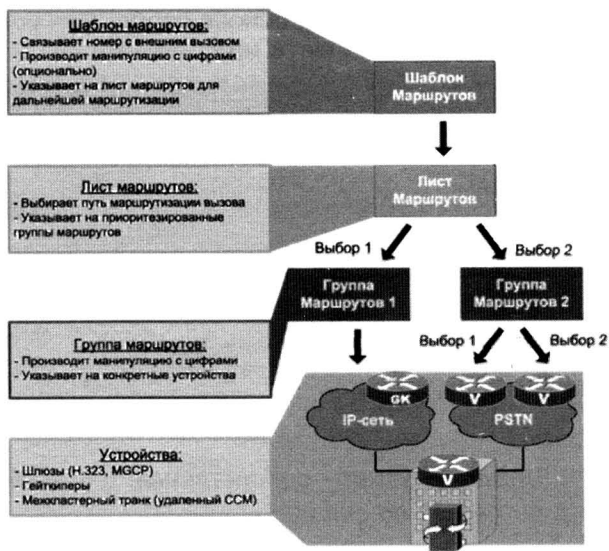 Шаблон маршрутов:
- Связывает номер с внешним вызовом
- Производит манипуляцию с цифрами
(опционально)
- Указывает на лист маршрутов для
дальнейшей маршрутизации
Шаблон
Маршрутов
Лист маршрутов:
- Выбирает путь маршрутизации вызова
- Указывает на приоритезированные
группы маршрутов
Лист
Маршрутов
Выбор 1
Выбор 2
Группа
Маршрутов 1
Группа
Маршрутов 2
Группа маршрутов:
- Производит манипуляцию с цифрами
- Указывает на конкретные устройства
Выбор 1
Выбор 2
GK
V
V
IP-сеть
PSTN
Устройства:
- Шлюзы (H.323, MGCP)
- Гейткиперы
- Межкластерный транк (удаленный CCM)
V